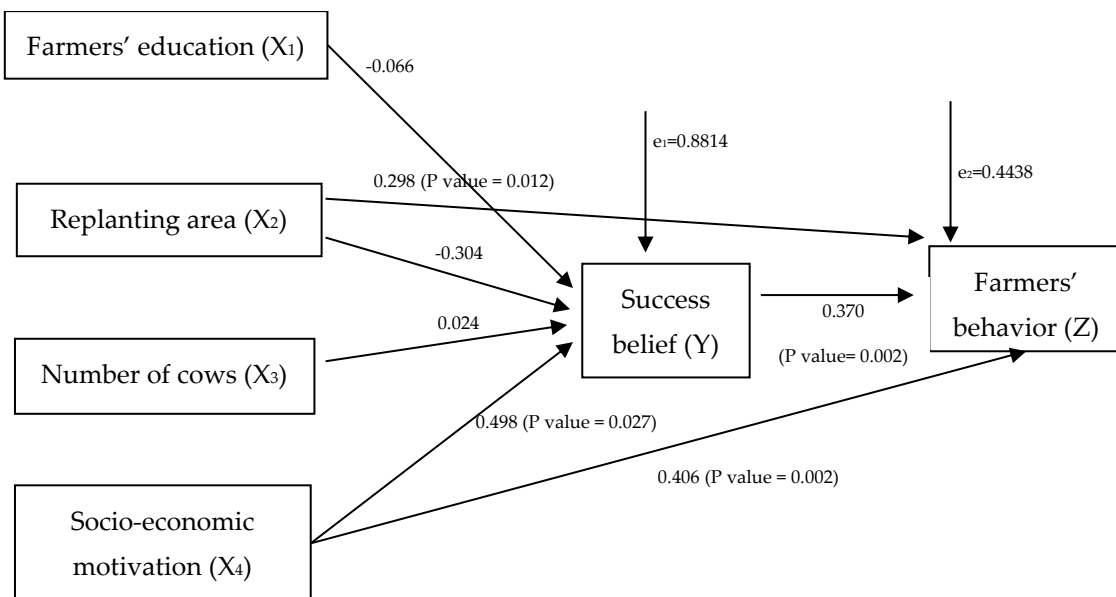 Farmers’ education (X1)
-0.066
e1=0.8814
e2=0.4438
0.298 (P value = 0.012)
Replanting area (X2)
-0.304
Success
belief (Y)
Farmers’
behavior (Z)
0.370
(P value= 0.002)
0.024
Number of cows (X3)
0.498 (P value = 0.027)
0.406 (P value = 0.002)
Socio-economic
motivation (X4)